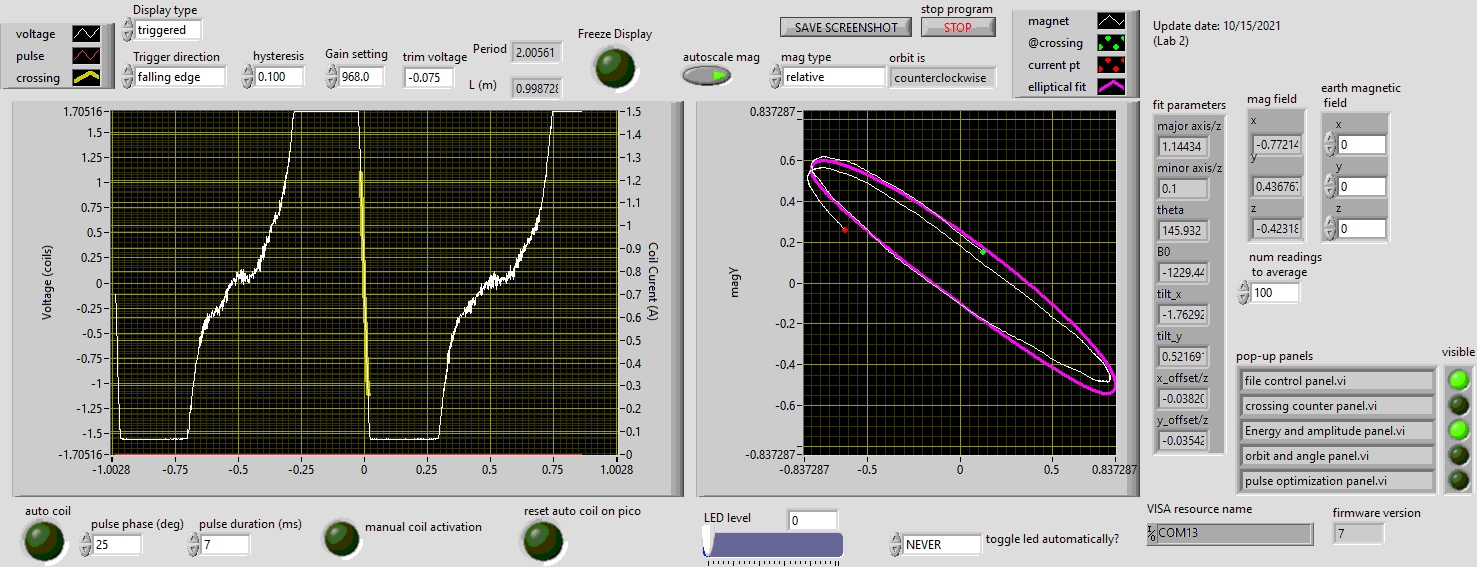 voltage
pulse
crossing
Display type
triggered
Trigger direction
falling edge
hysteresis
0.100
Gain setting
968.0
trim voltage
-0.075
Period
2.00561
L (m)
0.998728
Freeze Display
SAVE SCREENSHOT
stop program
STOP
autoscale mag
mag type
relative
orbit is
counterclockwise
magnet
@crossing
current pt
elliptical fit
Update date: 10/15/2021
(Lab 2)
Voltage (coils)
1.70516
1.5
1.25
1
0.75
0.5
0.25
0
-0.25
-0.5
-0.75
-1
-1.25
-1.5
-1.70516
-1.0028
-0.75
-0.5
-0.25
0
0.25
0.5
0.75
1.0028
1.5
1.4
1.3
1.2
1.1
1
0.9
0.8
0.7
0.6
0.5
0.4
0.3
0.2
0.1
0
Coil Curent (A)
magY
0.837287
0.6
0.4
0.2
0
-0.2
-0.4
-0.6
-0.837287
-0.837287
-0.5
0
0.5
0.837287
fit parameters
major axis/z
1.14434
minor axis/z
0.1
theta
145.932
B0
-1229.44
tilt_x
-1.76292
tilt_y
0.52169
x_offset/z
-0.0382
y_offset/z
-0.03542
mag field
x
-0.77214
y
0.43676
z
-0.42318
earth magnetic
field
x
0
y
0
z
0
num readings
to average
100
pop-up panels
visible
file control panel.vi
crossing counter panel.vi
Energy and amplitude panel.vi
orbit and angle panel.vi
pulse optimization panel.vi
auto coil
pulse phase (deg)
25
pulse duration (ms)
7
manual coil activation
reset auto coil on pico
LED level
0
NEVER
toggle led automatically?
VISA resource name
COM13
firmware version
7